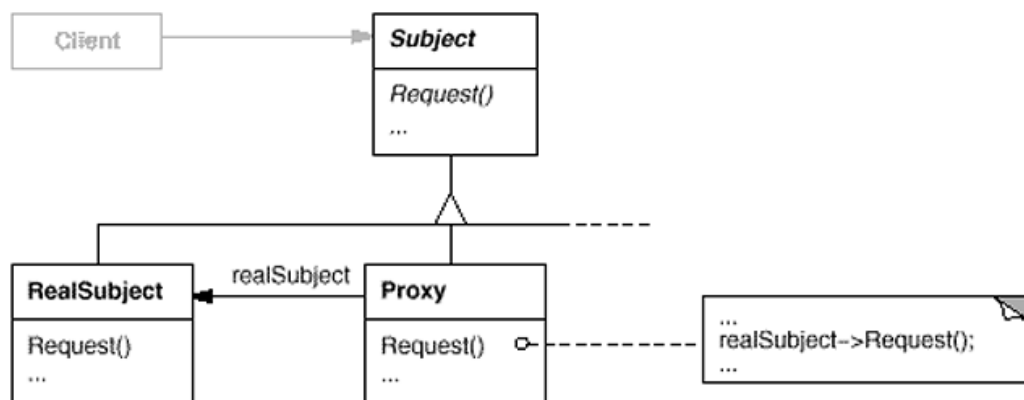 Client
Subject
Request()
...
RealSubject
Request()
...
realSubject
Proxy
Request()
...
...
realSubject->Request();
...